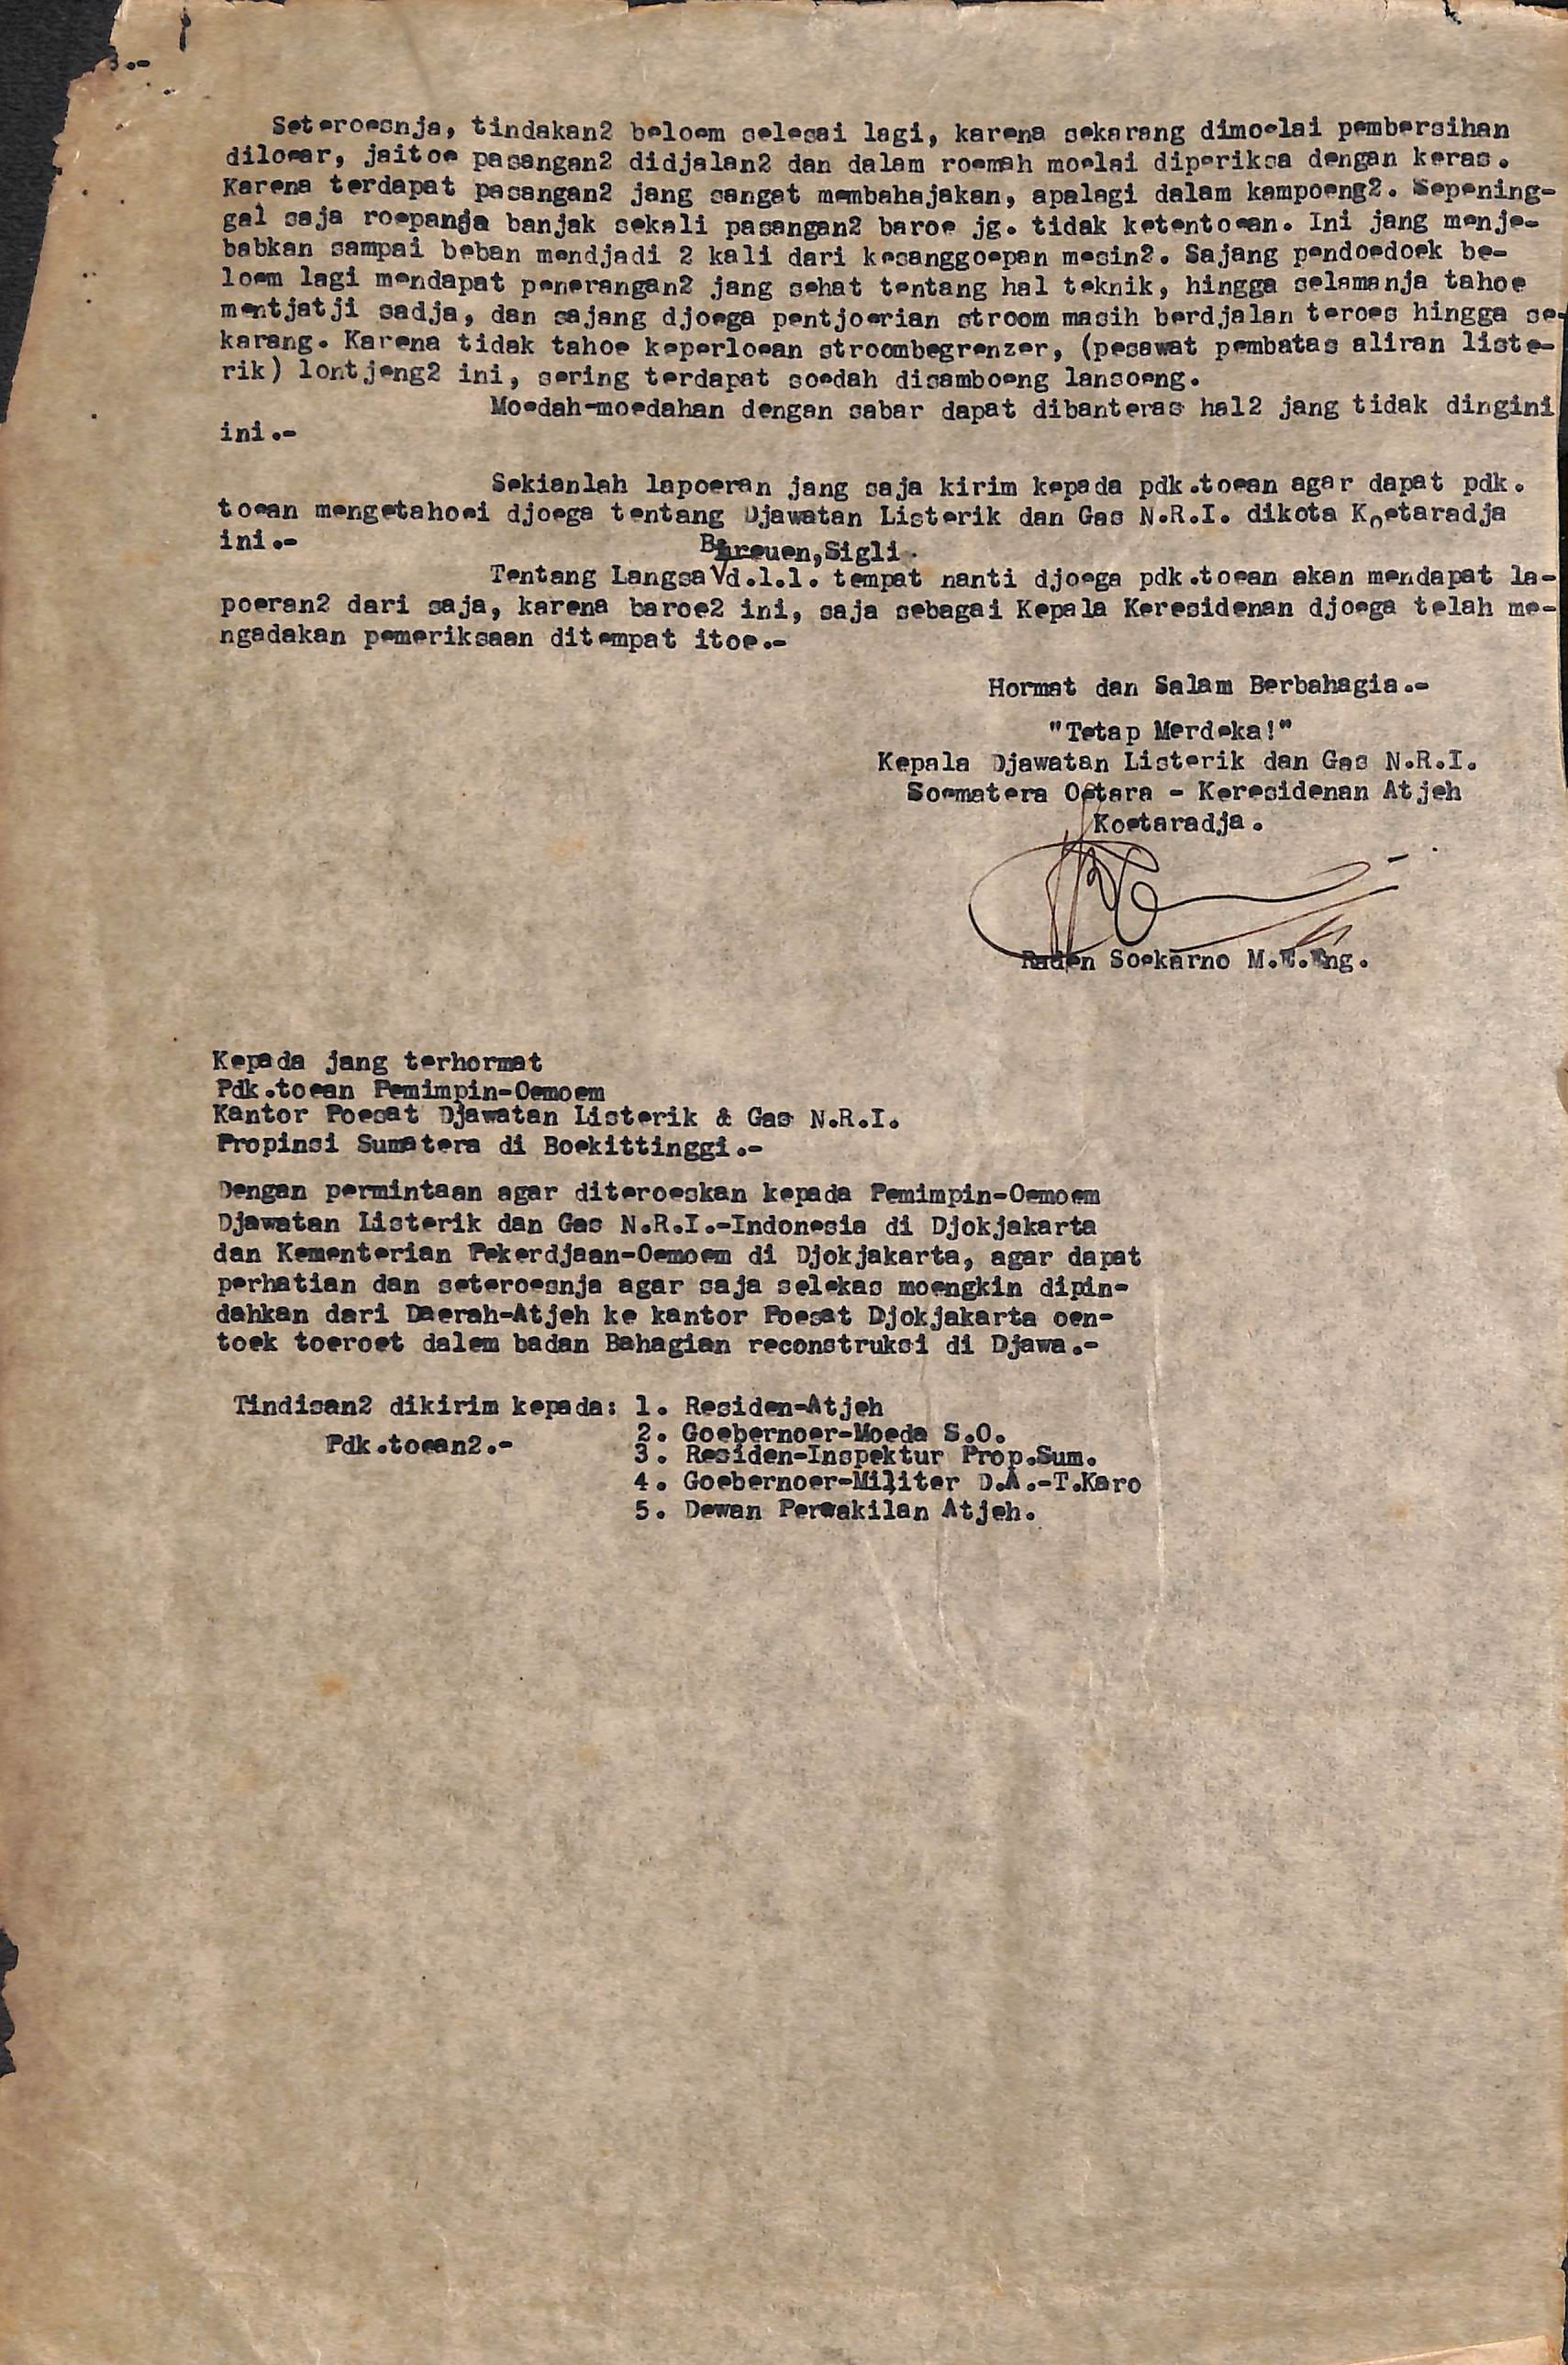 3.-
Seteroesnja, tindakan2 beloem selesai lagi, karena sekarang dimoelai pembersihan
diloear, jaitoe pasangan2 didjalan2 dan dalam roemah moelai diperiksa dengan keras.
Karena terdapat pasangan2 jang sangat membahajakan, apalagi dalam kampoeng2. Sepening-
gal saja roepanja banjak sekali pasangan2 baroe jg. tidak ketentoean. Ini jang menje-
babkan sampai beban mendjadi 2 kali dari kesanggoepan mesin2. Sajang pendoedoek be-
loem lagi mendapat penerangan2 jang sehat tentang hal teknik, hingga selamanja tahoe
mentjatji sadja, dan sajang djoega pentjoerian stroom masih berdjalan teroes hingga se-
karang. Karena tidak tahoe keperloean stroombegrenzer, (pesawat pembatas aliran liste-
rik) lontjeng2 ini, sering terdapat soedah disamboeng lansoeng.
Moedah-moedahan dengan sabar dapat dibanteras hal2 jang tidak dingini
ini.-
Sekianlah lapoeran jang saja kirim kepada pdk.toean agar dapat pdk.
toean mengetahoei djoega tentang Djawatan Listerik dan Gas N.R.I. dikota Koetaradja
ini.-
Bireuen,Sigli.
Tentang Langsa√d.l.l. tempat nanti djoega pdk.toean akan mendapat la-
poeran2 dari saja, karena baroe2 ini, saja sebagai Kepala Keresidenan djoega telah me-
ngadakan pemeriksaan ditempat itoe.-
Hormat dan Salam Berbahagia.-
"Tetap Merdeka!"
Kepala Djawatan Listerik dan Gas N.R.I.
Soematera Oetara - Keresidenan Atjeh
Koetaradja.
Raden Soekarno M.E.Eng.
Kepada jang terhormat
Pdk.toean Pemimpin-Oemoem
Kantor Poesat Djawatan Listerik & Gas N.R.I.
Propinsi Sumatera di Boekittinggi.-
Dengan permintaan agar diteroeskan kepada Pemimpin-Oemoem
Djawatan Listerik dan Gas N.R.I.-Indonesia di Djokjakarta
dan Kementerian Pekerdjaan-Oemoem di Djokjakarta, agar dapat
perhatian dan seteroesnja agar saja selekas moengkin dipin-
dahkan dari Daerah-Atjeh ke kantor Poesat Djokjakarta oen-
toek toeroet dalem badan Bahagian reconstruksi di Djawa.-
Tindisan2 dikirim kepada: 1. Residen-Atjeh
Pdk.toean2.- 2. Goebernoer-Moeda S.O.
3. Residen-Inspektur Prop.Sum.
4. Goebernoer-Militer D.A.-T.Karo
5. Dewan Perwakilan Atjeh.